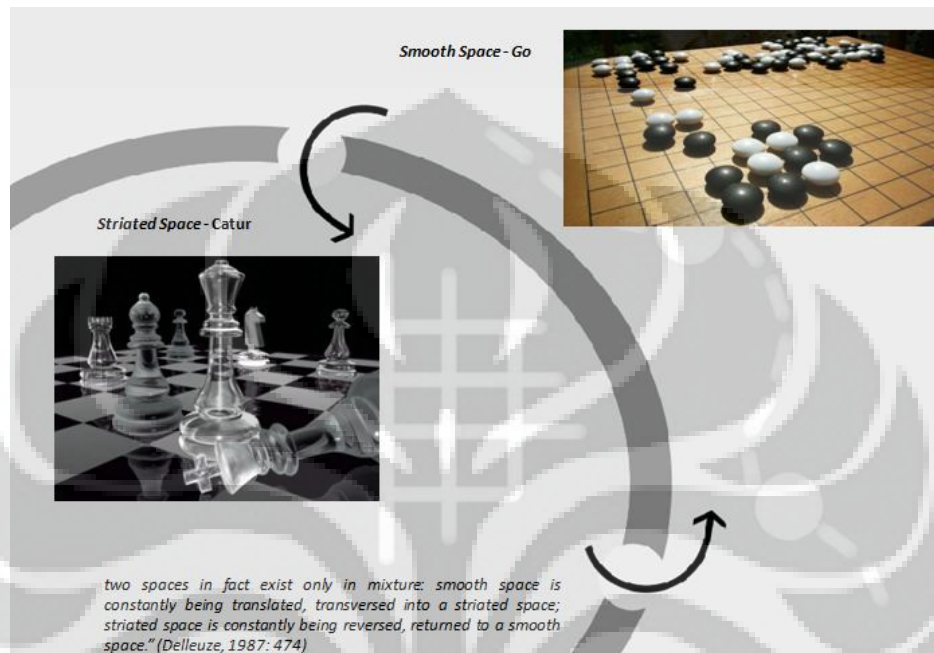 Smooth Space - Go
Striated Space - Catur
two spaces in fact exist only in mixture: smooth space is
constantly being translated, transversed into a striated space;
striated space is constantly being reversed, returned to a smooth
space.” (Delleuze, 1987: 474)